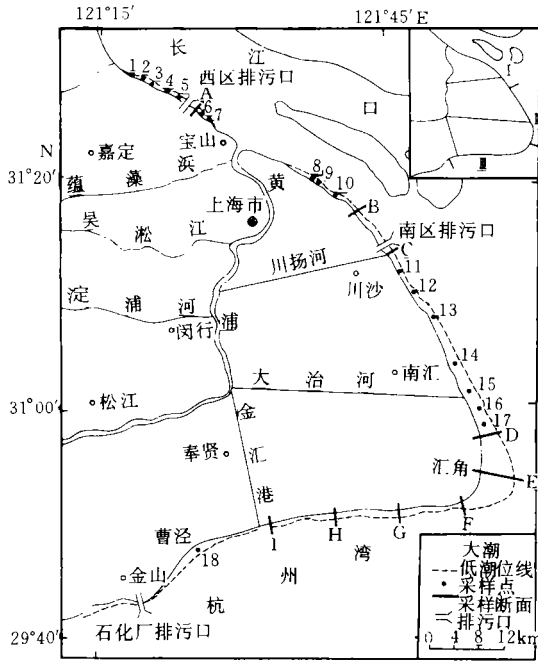 121°15′
121°45′E
长
江
口
1 2
3
4
5
西区排污口
A
6
7
I
II
宝山
嘉定
N
31°20′
蕰
藻
浜
黄
8
9
10
B
上海市
吴
淞
江
南区排污口
C
川扬河
11
川沙
12
淀
浦
河
浦
13
闵行
14
大
治
河
南汇
15
31°00′
松江
金
16
17
D
奉贤
汇
汇角
E
港
F
曹泾
I
H
G
18
湾
金山
州
杭
29°40′
石化厂排污口
大潮
低潮位线
采样点
采样断面
排污口
0 4 8 12km